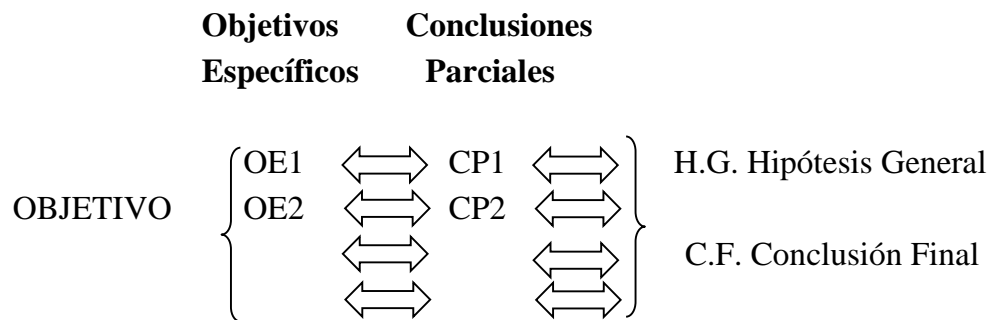 Objetivos Conclusiones
Específicos Parciales
OE1 CP1 H.G. Hipótesis General
OBJETIVO OE2 CP2
C.F. Conclusión Final